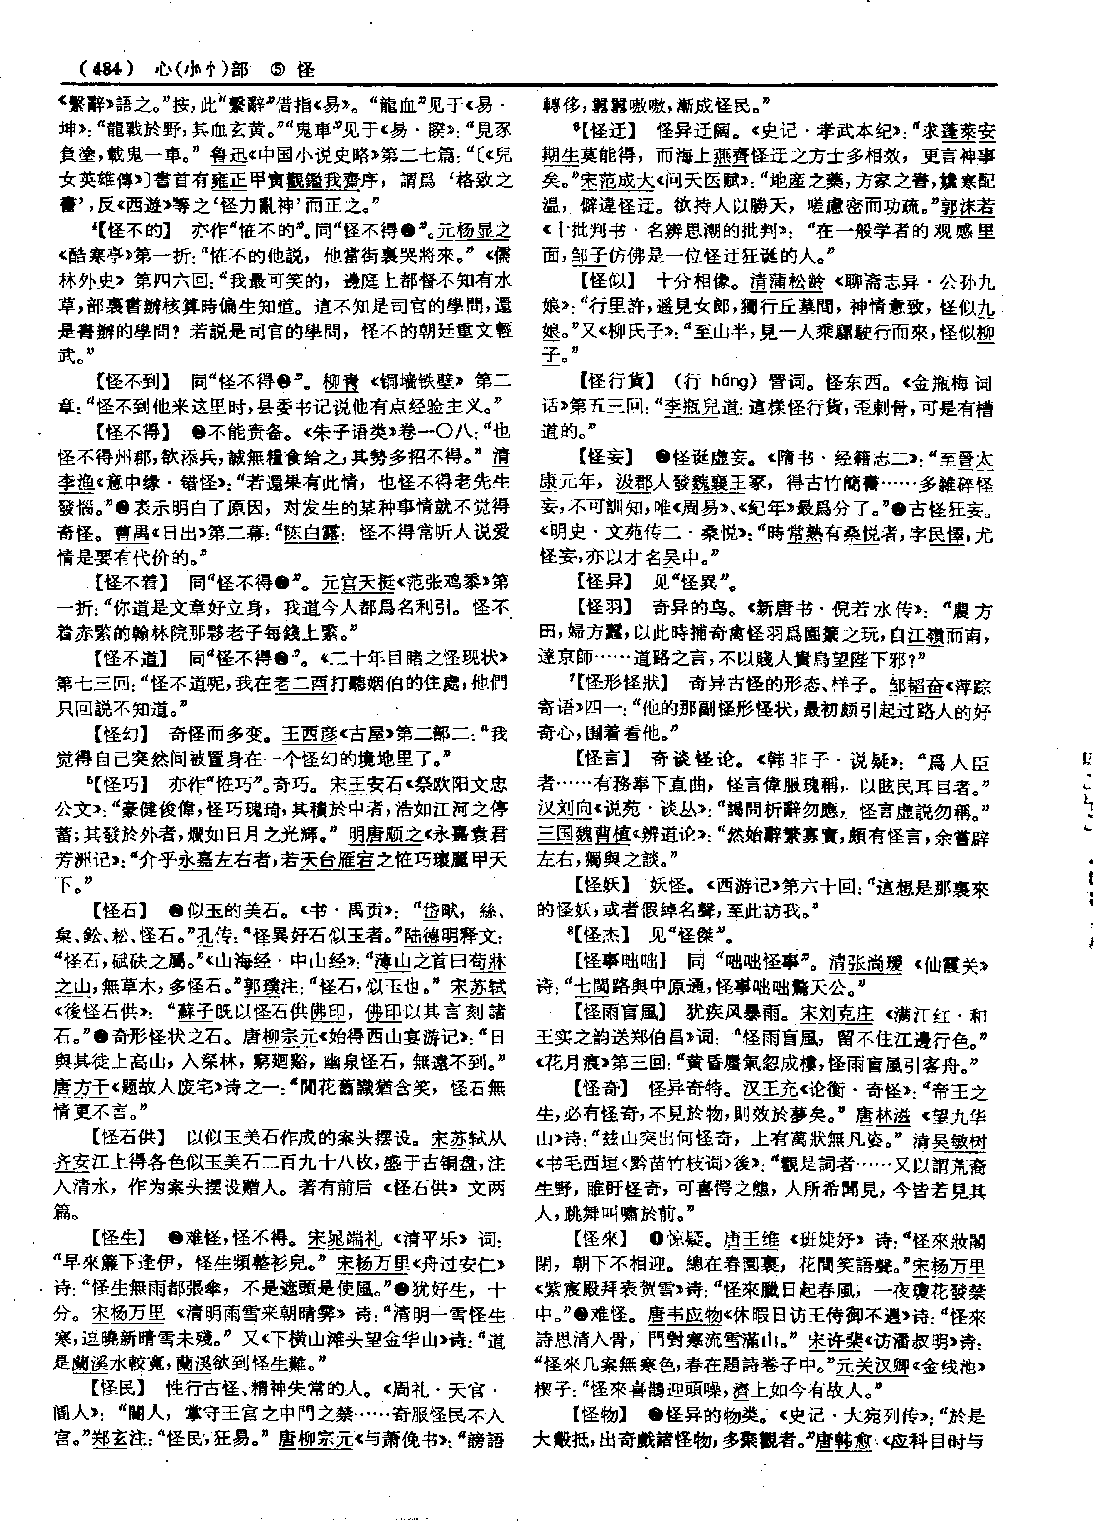 (484) 心(小忄)部 ⑤ 怪
《繫辭》語之。”按,此“繫辭”借指《易》。“龍血”见于《易·
坤》:“龍戰於野,其血玄黄。”“鬼車”见于《易·睽》:“見豕
負塗,載鬼一車。” 鲁迅《中国小说史略》第二七篇:“〔《兒
女英雄傳》〕書首有雍正甲寅觀鑑我齋序,謂爲‘格致之
書’,反《西遊》等之‘怪力亂神’而正之。”
4【怪不的】 亦作“恠不的”。同“怪不得❷”。元杨显之
《酷寒亭》第一折:“恠不的他説,他當街裏哭將來。”《儒
林外史》第四六回:“我最可笑的,邊庭上都督不知有水
草,部裏書辦核算時偏生知道。這不知是司官的學問,還
是書辦的學問?若説是司官的學問,怪不的朝廷重文輕
武。”
【怪不到】 同“怪不得❷”。柳青《铜墙铁壁》第二
章:“怪不到他来这里时,县委书记说他有点经验主义。”
【怪不得】 ❶不能责备。《朱子语类》卷一〇八:“也
怪不得州郡,欲添兵,誠無糧食給之,其勢多招不得。”清
李渔《意中缘·错怪》:“若還果有此情,也怪不得老先生
發惱。”❷表示明白了原因,对发生的某种事情就不觉得
奇怪。曹禺《日出》第二幕:“陈白露:怪不得常听人说爱
情是要有代价的。”
【怪不着】 同“怪不得❷”。元宫天挺《范张鸡黍》第
一折:“你道是文章好立身,我道今人都爲名利引。怪不
着赤緊的翰林院那夥老子每錢上緊。”
【怪不道】 同“怪不得❷”。《二十年目睹之怪现状》
第七三回:“怪不道呢,我在老二酉打聽姻伯的住處,他們
只回説不知道。”
【怪幻】 奇怪而多变。王西彦《古屋》第二部二:“我
觉得自己突然间被置身在一个怪幻的境地里了。”
5【怪巧】 亦作“恠巧”。奇巧。宋王安石《祭欧阳文忠
公文》:“豪健俊偉,怪巧瑰琦,其積於中者,浩如江河之停
蓄;其發於外者,爛如日月之光輝。”明唐顺之《永嘉袁君
芳洲记》:“介乎永嘉左右者,若天台雁宕之恠巧瓌麗甲天
下。”
【怪石】 ❶似玉的美石。《书·禹贡》:“岱畎,絲、
枲、鈆、松、怪石。”孔传:“怪異好石似玉者。”陆德明释文:
“怪石,碔砆之屬。”《山海经·中山经》:“薄山之首曰苟牀
之山,無草木,多怪石。”郭璞注:“怪石,似玉也。”宋苏轼
《後怪石供》:“蘇子既以怪石供佛印,佛印以其言刻諸
石。”❷奇形怪状之石。唐柳宗元《始得西山宴游记》:“日
與其徒上高山,入深林,窮迴谿,幽泉怪石,無遠不到。”
唐方干《题故人废宅》诗之一:“閒花舊識猶含笑,怪石無
情更不言。”
【怪石供】 以似玉美石作成的案头摆设。宋苏轼从
齐安江上得各色似玉美石二百九十八枚,盛于古铜盘,注
入清水,作为案头摆设赠人。著有前后《怪石供》文两
篇。
【怪生】 ❶难怪,怪不得。宋晁端礼《清平乐》词:
“早來簾下逢伊,怪生頻整衫兒。”宋杨万里《舟过安仁》
诗:“怪生無雨都張傘,不是遮頭是使風。”❷犹好生,十
分。宋杨万里《清明雨雪来朝晴霁》诗:“清明一雪怪生
寒,迨曉新晴雪未殘。”又《下横山滩头望金华山》诗:“道
是蘭溪水較寬,蘭溪欲到怪生難。”
【怪民】 性行古怪、精神失常的人。《周礼·天官·
阍人》:“閽人,掌守王宫之中門之禁……奇服怪民不入
宫。”郑玄注:“怪民,狂易。”唐柳宗元《与萧俛书》:“謗語
轉侈,囂囂嗷嗷,漸成怪民。”
6【怪迂】 怪异迂阔。《史记·孝武本纪》:“求蓬萊安
期生莫能得,而海上燕齊怪迂之方士多相效,更言神事
矣。”宋范成大《问天医赋》:“地産之藥,方家之書,燠寒配
温,僻違怪迂。欲持人以勝天,嗟慮密而功疏。”郭沫若
《十批判书·名辨思潮的批判》:“在一般学者的观感里
面,邹子仿佛是一位怪迂狂诞的人。”
【怪似】 十分相像。清蒲松龄《聊斋志异·公孙九
娘》:“行里許,遥見女郎,獨行丘墓間,神情意致,怪似九
娘。”又《柳氏子》:“至山半,見一人乘騾駛行而來,怪似柳
子。”
【怪行貨】 (行 háng) 詈词。怪东西。《金瓶梅词
话》第五三回:“李瓶兒道:這樣怪行貨,歪剌骨,可是有槽
道的。”
【怪妄】 ❶怪诞虚妄。《隋书·经籍志二》:“至晉太
康元年,汲郡人發魏襄王冢,得古竹簡書……多雜碎怪
妄,不可訓知,唯《周易》、《紀年》最爲分了。”❷古怪狂妄。
《明史·文苑传二·桑悦》:“時常熟有桑悦者,字民懌,尤
怪妄,亦以才名吴中。”
【怪异】 见“怪異”。
【怪羽】 奇异的鸟。《新唐书·倪若水传》:“農方
田,婦方蠶,以此時捕奇禽怪羽爲園籞之玩,自江嶺而南,
達京師……道路之言,不以賤人貴鳥望陛下邪?”
7【怪形怪狀】 奇异古怪的形态、样子。邹韬奋《萍踪
寄语》四一:“他的那副怪形怪状,最初颇引起过路人的好
奇心,围着看他。”
【怪言】 奇谈怪论。《韩非子·说疑》:“爲人臣
者……有務奉下直曲,怪言偉服瑰稱,以眩民耳目者。”
汉刘向《说苑·谈丛》:“謁問析辭勿應,怪言虚説勿稱。”
三国魏曹植《辨道论》:“然始辭繁寡實,頗有怪言,余嘗辟
左右,獨與之談。”
【怪妖】 妖怪。《西游记》第六十回:“這想是那裏來
的怪妖,或者假綽名聲,至此訪我。”
8【怪杰】 见“怪傑”。
【怪事咄咄】 同“咄咄怪事”。清张尚瑗《仙霞关》
诗:“七閩路與中原通,怪事咄咄驚天公。”
【怪雨盲風】 犹疾风暴雨。宋刘克庄《满江红·和
王实之韵送郑伯昌》词:“怪雨盲風,留不住江邊行色。”
《花月痕》第三回:“黄昏蜃氣忽成樓,怪雨盲風引客舟。”
【怪奇】 怪异奇特。汉王充《论衡·奇怪》:“帝王之
生,必有怪奇,不見於物,則效於夢矣。”唐林滋《望九华
山》诗:“兹山突出何怪奇,上有萬狀無凡姿。”清吴敏树
《书毛西垣〈黔苗竹枝词〉後》:“觀是詞者……又以謂荒裔
生野,睢盱怪奇,可喜愕之態,人所希聞見,今皆若見其
人,跳舞叫嘯於前。”
【怪來】 ❶惊疑。唐王维《班婕妤》诗:“怪來妝閣
閉,朝下不相迎。總在春園裏,花間笑語聲。”宋杨万里
《紫宸殿拜表贺雪》诗:“怪來臘日起春風,一夜瓊花發禁
中。”❷难怪。唐韦应物《休暇日访王侍御不遇》诗:“怪來
詩思清入骨,門對寒流雪滿山。”宋许棐《访潘叔明》诗:
“怪來几案無寒色,春在題詩卷子中。”元关汉卿《金线池》
楔子:“怪來喜鵲迎頭噪,濟上如今有故人。”
【怪物】 ❶怪异的物类。《史记·大宛列传》:“於是
大觳抵,出奇戲諸怪物,多聚觀者。”唐韩愈《应科目时与